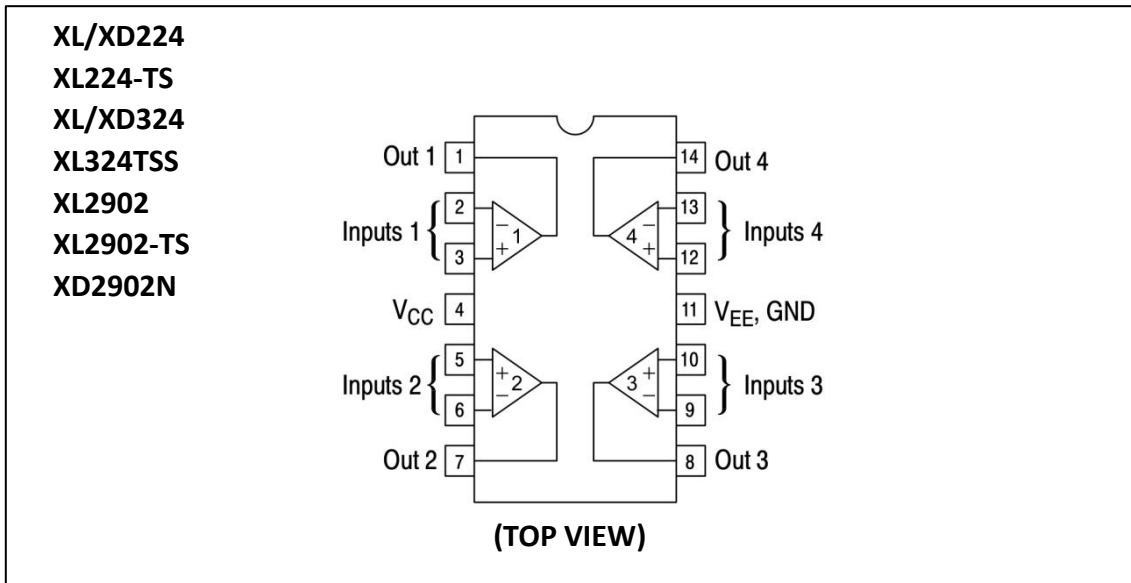 XL/XD224
XL224-TS
XL/XD324
XL324TSS
XL2902
XL2902-TS
XD2902N
Out 1 1 14 Out 4
2 − 1 + − 4 + 13
Inputs 1 Inputs 4
3 12
VCC 4 11 VEE, GND
5 + 2 − 3 + − 10
Inputs 2 Inputs 3
6 9
Out 2 7 8 Out 3
(TOP VIEW)